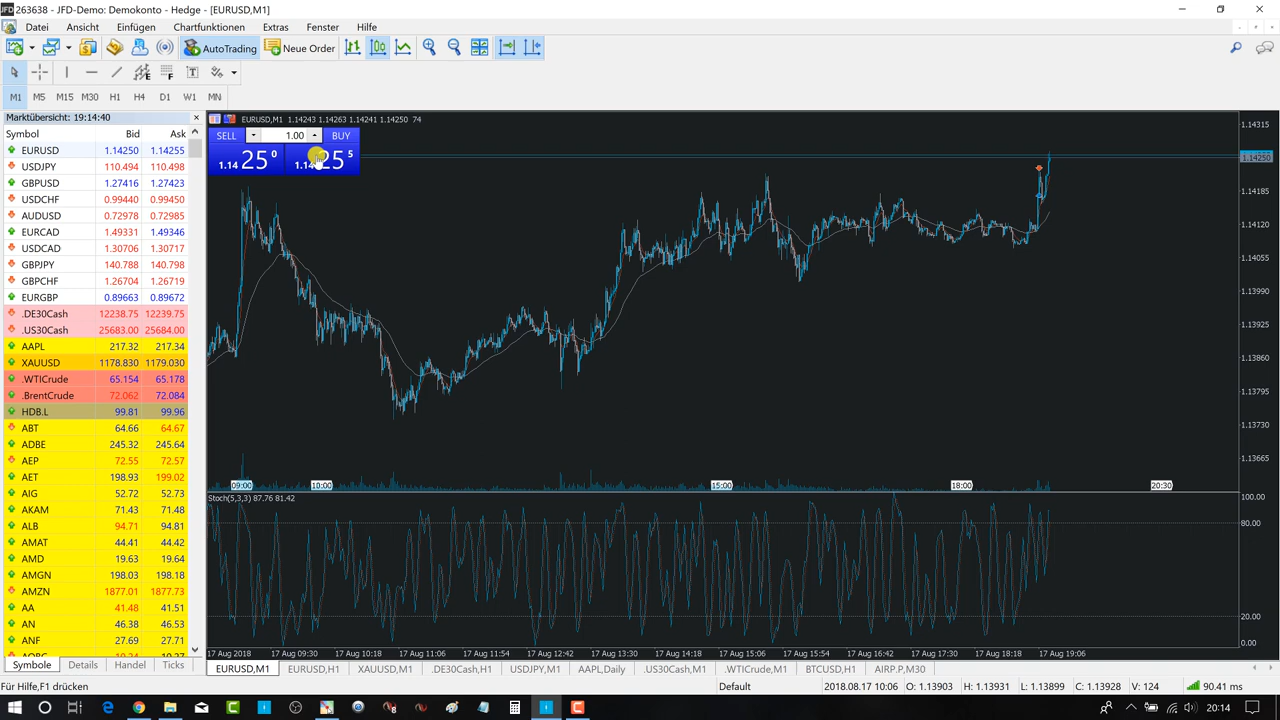 263638 - JFD-Demo: Demokonto - Hedge - [EURUSD,M1]
Datei Ansicht Einfügen Chartfunktionen Extras Fenster Hilfe
AutoTrading Neue Order
M1 M5 M15 M30 H1 H4 D1 W1 MN
Marktübersicht: 19:14:40
Symbol Bid Ask
EURUSD 1.14250 1.14255
USDJPY 110.494 110.498
GBPUSD 1.27416 1.27423
USDCHF 0.99440 0.99450
AUDUSD 0.72978 0.72985
EURCAD 1.49331 1.49346
USDCAD 1.30706 1.30717
GBPJPY 140.788 140.798
GBPCHF 1.26704 1.26719
EURGBP 0.89663 0.89672
.DE30Cash 12238.75 12239.75
.US30Cash 25683.00 25684.00
AAPL 217.32 217.34
XAUUSD 1178.830 1179.030
.WTICrude 65.154 65.178
.BrentCrude 72.062 72.084
HDB.L 99.81 99.96
ABT 64.66 64.67
ADBE 245.32 245.64
AEP 72.55 72.57
AET 198.93 199.02
AIG 52.72 52.73
AKAM 71.43 71.48
ALB 94.71 94.81
AMAT 44.41 44.42
AMD 19.63 19.64
AMGN 198.03 198.18
AMZN 1877.01 1877.73
AA 41.48 41.51
AN 46.38 46.53
ANF 27.69 27.71
Symbole Details Handel Ticks
EURUSD,M1 1.14243 1.14263 1.14241 1.14250 74
SELL 1.00 BUY
1.14 25 0 1.14 25 5
1.14315
1.14250
1.14185
1.14120
1.14055
1.13990
1.13925
1.13860
1.13795
1.13730
1.13665
09:00 10:00 15:00 18:00 20:30
Stoch(5,3,3) 87.76 81.42
100.00
80.00
20.00
0.00
17 Aug 2018 17 Aug 09:30 17 Aug 10:18 17 Aug 11:06 17 Aug 11:54 17 Aug 12:42 17 Aug 13:30 17 Aug 14:18 17 Aug 15:06 17 Aug 15:54 17 Aug 16:42 17 Aug 17:30 17 Aug 18:18 17 Aug 19:06
EURUSD,M1 EURUSD,H1 XAUUSD,M1 .DE30Cash,H1 USDJPY,M1 AAPL,Daily .US30Cash,M1 .WTICrude,M1 BTCUSD,H1 AIRP.P,M30
Für Hilfe,F1 drücken Default 2018.08.17 10:06 O: 1.13903 H: 1.13931 L: 1.13899 C: 1.13928 V: 124 90.41 ms
20:14